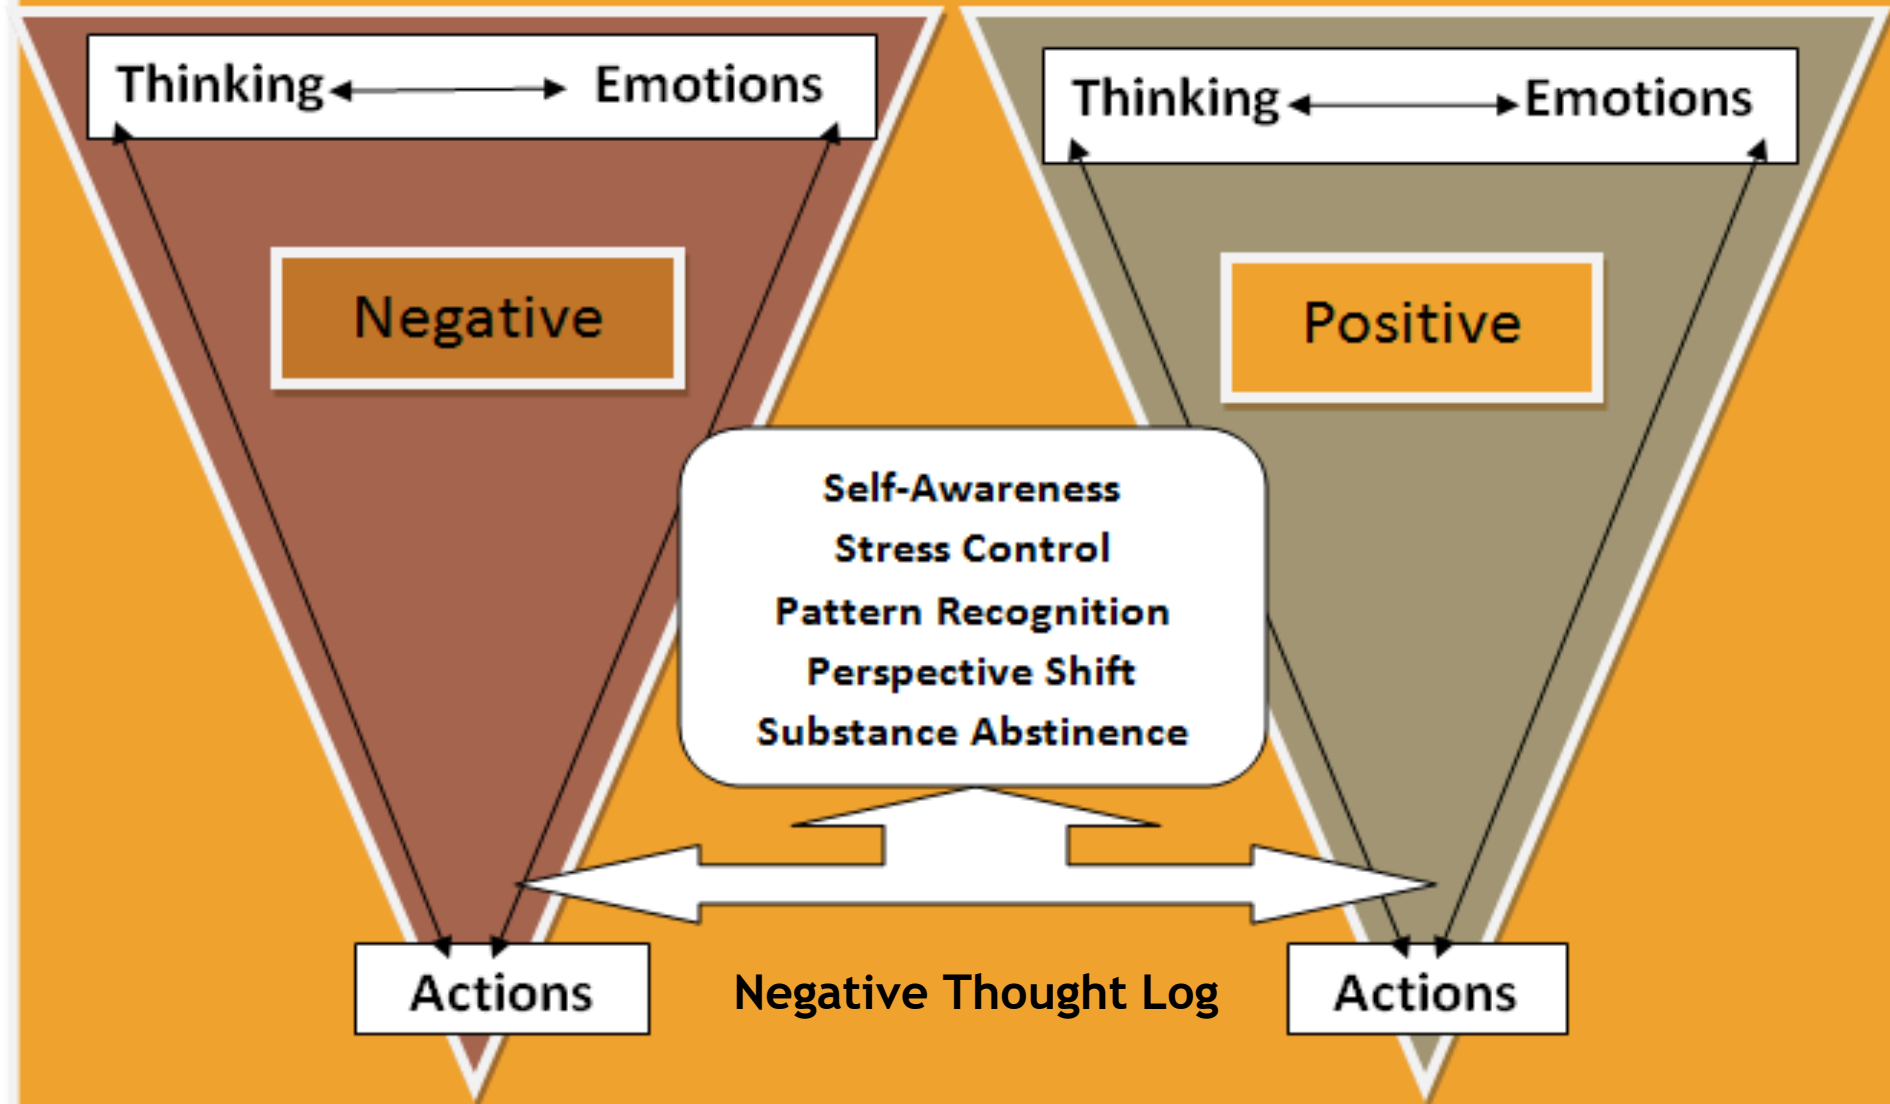 Thinking Emotions
Thinking Emotions
Negative
Positive
Self-Awareness
Stress Control
Pattern Recognition
Perspective Shift
Substance Abstinence
Actions
Negative Thought Log
Actions